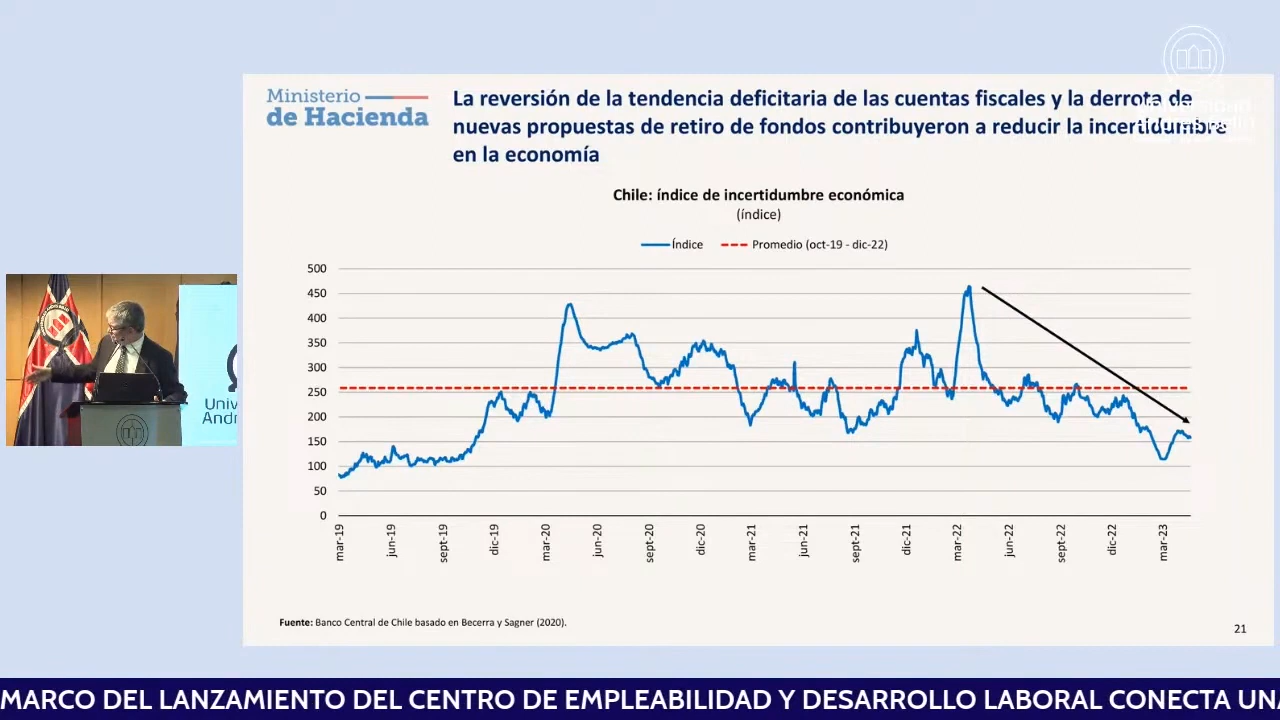 Ministerio
de Hacienda
La reversión de la tendencia deficitaria de las cuentas fiscales y la derrota de
nuevas propuestas de retiro de fondos contribuyeron a reducir la incertidumbre
en la economía
Chile: índice de incertidumbre económica
(índice)
Índice
Promedio (oct-19 - dic-22)
500
450
400
350
300
250
200
150
100
50
0
mar-19
jun-19
sept-19
dic-19
mar-20
jun-20
sept-20
dic-20
mar-21
jun-21
sept-21
dic-21
mar-22
jun-22
sept-22
dic-22
mar-23
Fuente: Banco Central de Chile basado en Becerra y Sagner (2020).
21
Univ
Andr
MARCO DEL LANZAMIENTO DEL CENTRO DE EMPLEABILIDAD Y DESARROLLO LABORAL CONECTA UNA